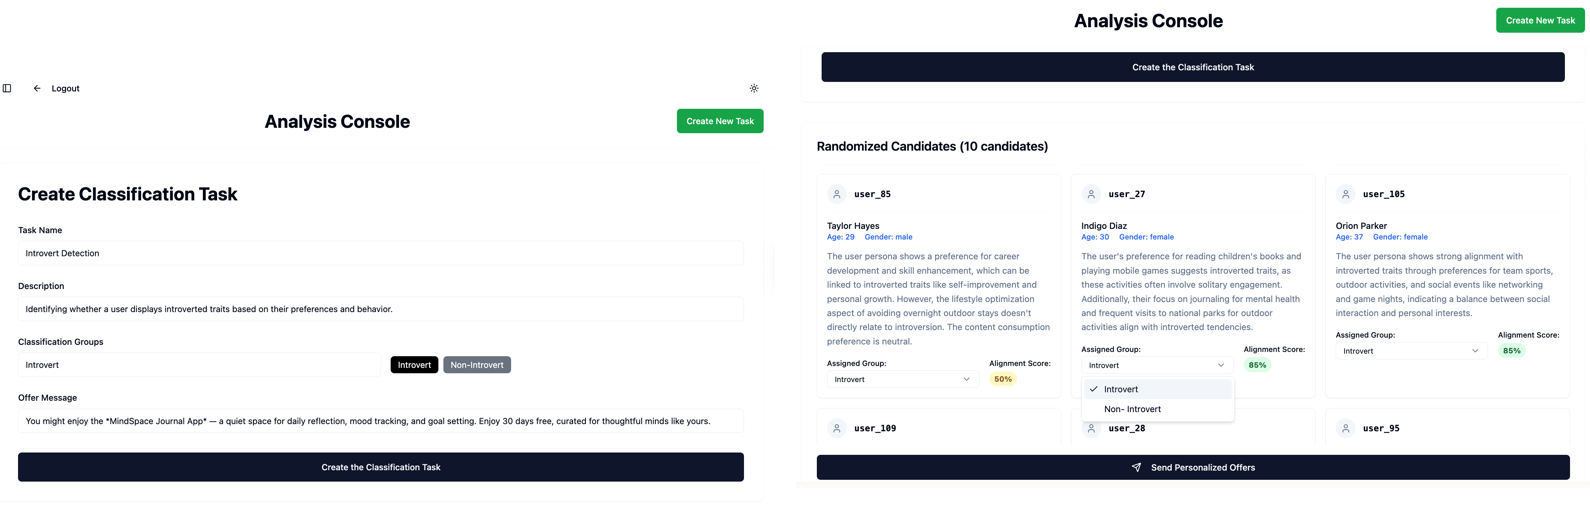 Logout
Analysis Console
Create New Task
Create Classification Task
Task Name
Introvert Detection
Description
Identifying whether a user displays introverted traits based on their preferences and behavior.
Classification Groups
Introvert
Introvert
Non-Introvert
Offer Message
You might enjoy the *MindSpace Journal App* — a quiet space for daily reflection, mood tracking, and goal setting. Enjoy 30 days free, curated for thoughtful minds like yours.
Create the Classification Task
Analysis Console
Create New Task
Create the Classification Task
Randomized Candidates (10 candidates)
user_85
Taylor Hayes
Age: 29 Gender: male
The user persona shows a preference for career
development and skill enhancement, which can be
linked to introverted traits like self-improvement and
personal growth. However, the lifestyle optimization
aspect of avoiding overnight outdoor stays doesn't
directly relate to introversion. The content consumption
preference is neutral.
Assigned Group:
Introvert
Alignment Score:
50%
user_27
Indigo Diaz
Age: 30 Gender: female
The user's preference for reading children's books and
playing mobile games suggests introverted traits, as
these activities often involve solitary engagement.
Additionally, their focus on journaling for mental health
and frequent visits to national parks for outdoor
activities align with introverted tendencies.
Assigned Group:
Introvert
Alignment Score:
85%
Introvert
Non- Introvert
user_105
Orion Parker
Age: 37 Gender: female
The user persona shows strong alignment with
introverted traits through preferences for team sports,
outdoor activities, and social events like networking
and game nights, indicating a balance between social
interaction and personal interests.
Assigned Group:
Introvert
Alignment Score:
85%
user_109
user_28
user_95
Send Personalized Offers